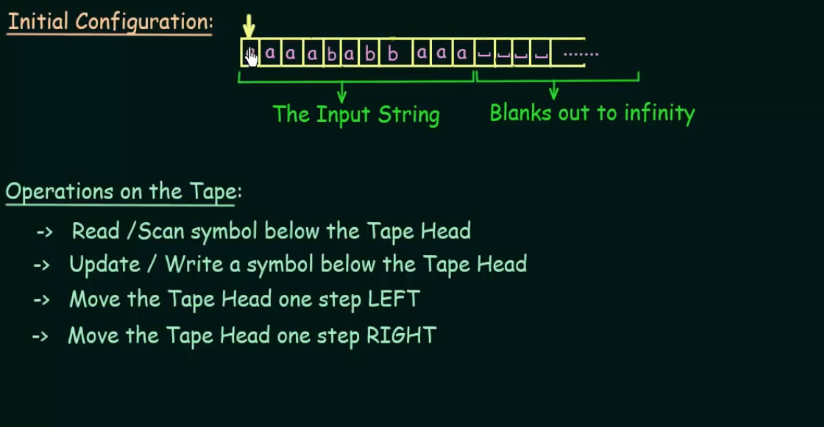 Initial Configuration:
a a a b a b b a a a ⎵ ⎵ ⎵ ⎵ .......
The Input String
Blanks out to infinity
Operations on the Tape:
-> Read /Scan symbol below the Tape Head
-> Update / Write a symbol below the Tape Head
-> Move the Tape Head one step LEFT
-> Move the Tape Head one step RIGHT